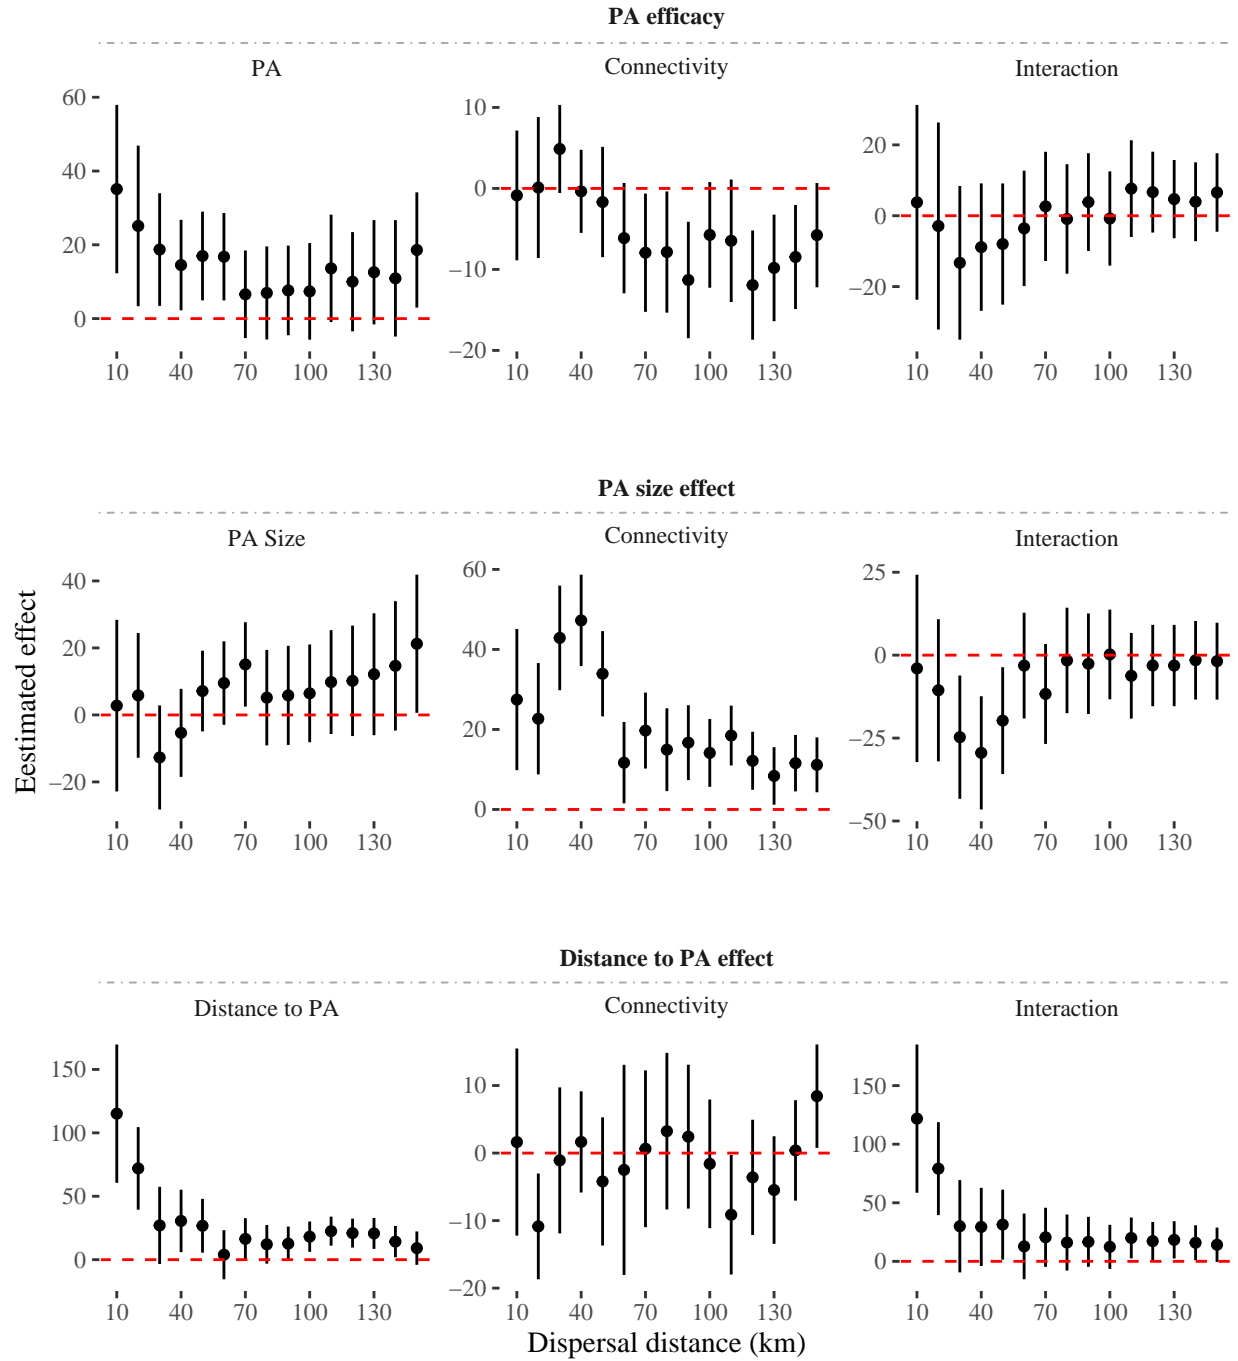 PA efficacy
PA Connectivity Interaction
60
40
20
0
10 40 70 100 130
10
0
−10
−20
10 40 70 100 130
20
0
−20
10 40 70 100 130
PA size effect
PA Size Connectivity Interaction
Eestimated effect
40
20
0
−20
10 40 70 100 130
60
40
20
0
10 40 70 100 130
25
0
−25
−50
10 40 70 100 130
Distance to PA effect
Distance to PA Connectivity Interaction
150
100
50
0
10 40 70 100 130
10
0
−10
−20
10 40 70 100 130
150
100
50
0
10 40 70 100 130
Dispersal distance (km)